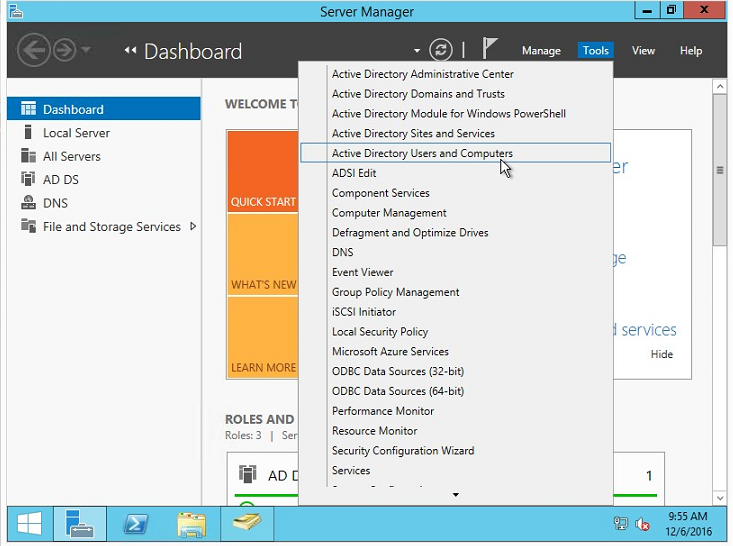 Server Manager
Dashboard
Manage Tools View Help
Dashboard
Local Server
All Servers
AD DS
DNS
File and Storage Services
WELCOME
QUICK START
WHAT'S NEW
LEARN MORE
Active Directory Administrative Center
Active Directory Domains and Trusts
Active Directory Module for Windows PowerShell
Active Directory Sites and Services
Active Directory Users and Computers
ADSI Edit
Component Services
Computer Management
Defragment and Optimize Drives
DNS
Event Viewer
Group Policy Management
iSCSI Initiator
Local Security Policy
Microsoft Azure Services
ODBC Data Sources (32-bit)
ODBC Data Sources (64-bit)
Performance Monitor
Resource Monitor
Security Configuration Wizard
Services
services
Hide
ROLES AND
Roles: 3 |
AD
1
9:55 AM
12/6/2016